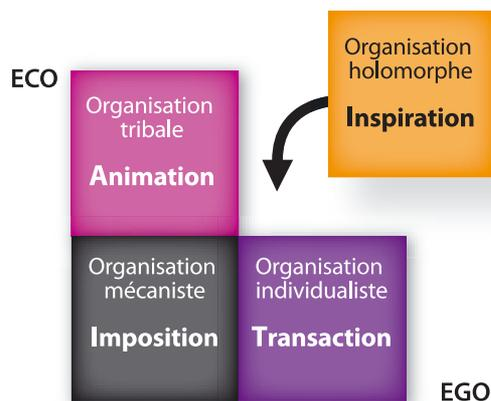 ECO
Organisation
tribale
Animation
Organisation
holomorphe
Inspiration
Organisation
mécaniste
Imposition
Organisation
individualiste
Transaction
EGO